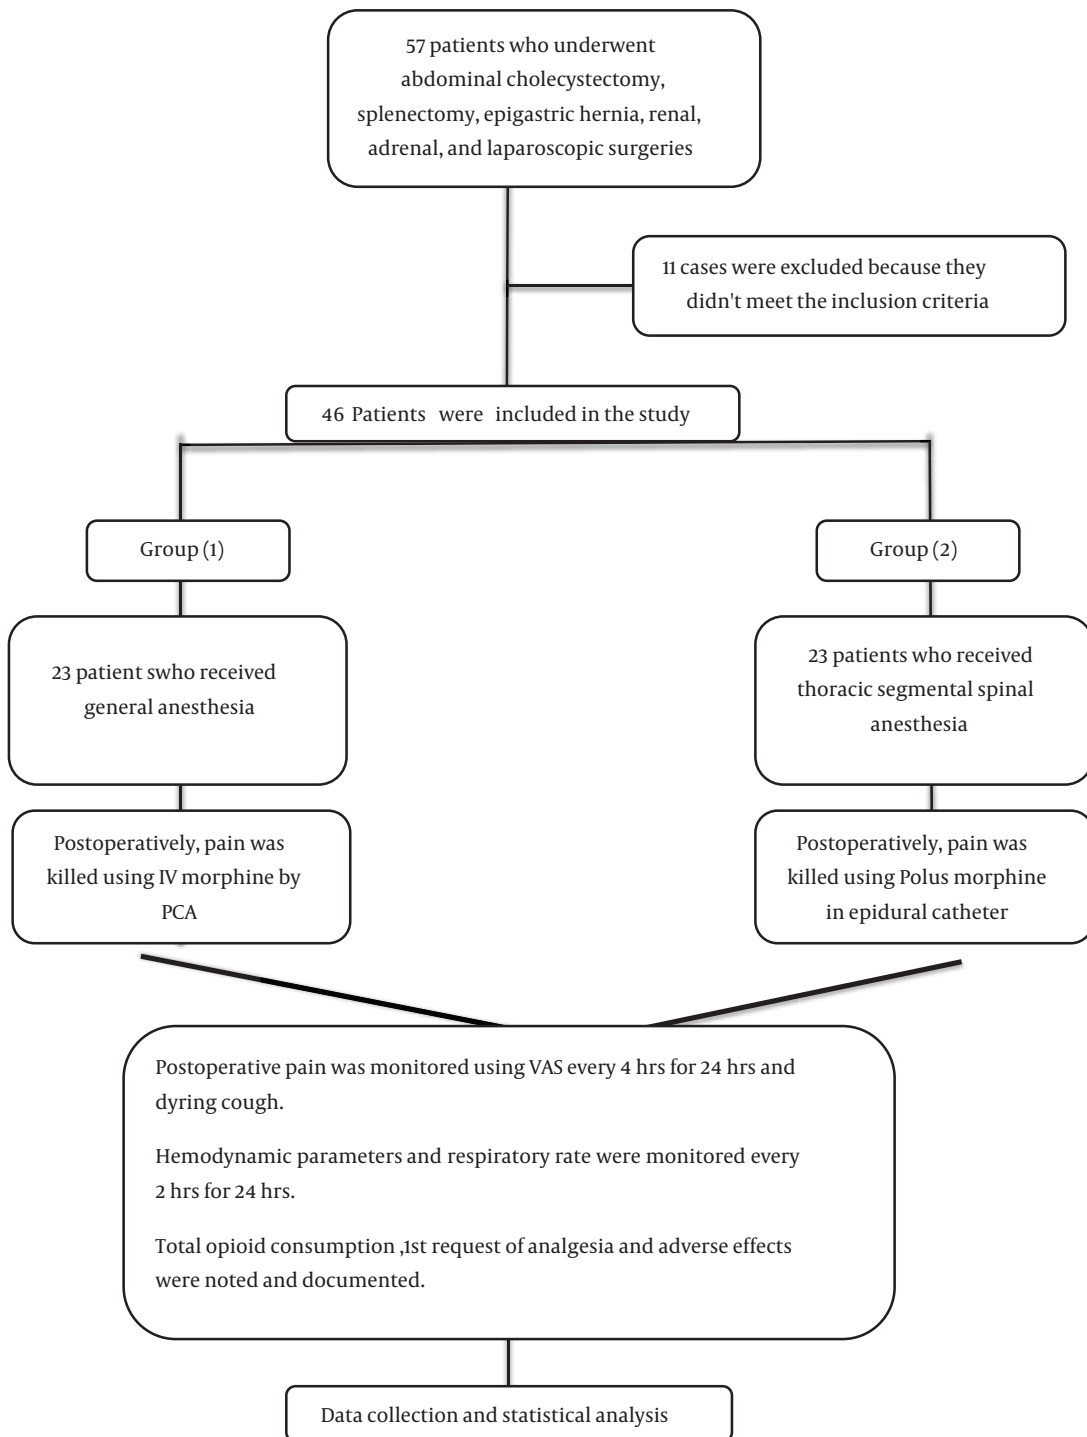 57 patients who underwent
abdominal cholecystectomy,
splenectomy, epigastric hernia, renal,
adrenal, and laparoscopic surgeries
11 cases were excluded because they
didn't meet the inclusion criteria
46 Patients were included in the study
Group (1)
Group (2)
23 patient swho received
general anesthesia
23 patients who received
thoracic segmental spinal
anesthesia
Postoperatively, pain was
killed using IV morphine by
PCA
Postoperatively, pain was
killed using Polus morphine
in epidural catheter
Postoperative pain was monitored using VAS every 4 hrs for 24 hrs and
dyring cough.
Hemodynamic parameters and respiratory rate were monitored every
2 hrs for 24 hrs.
Total opioid consumption ,1st request of analgesia and adverse effects
were noted and documented.
Data collection and statistical analysis